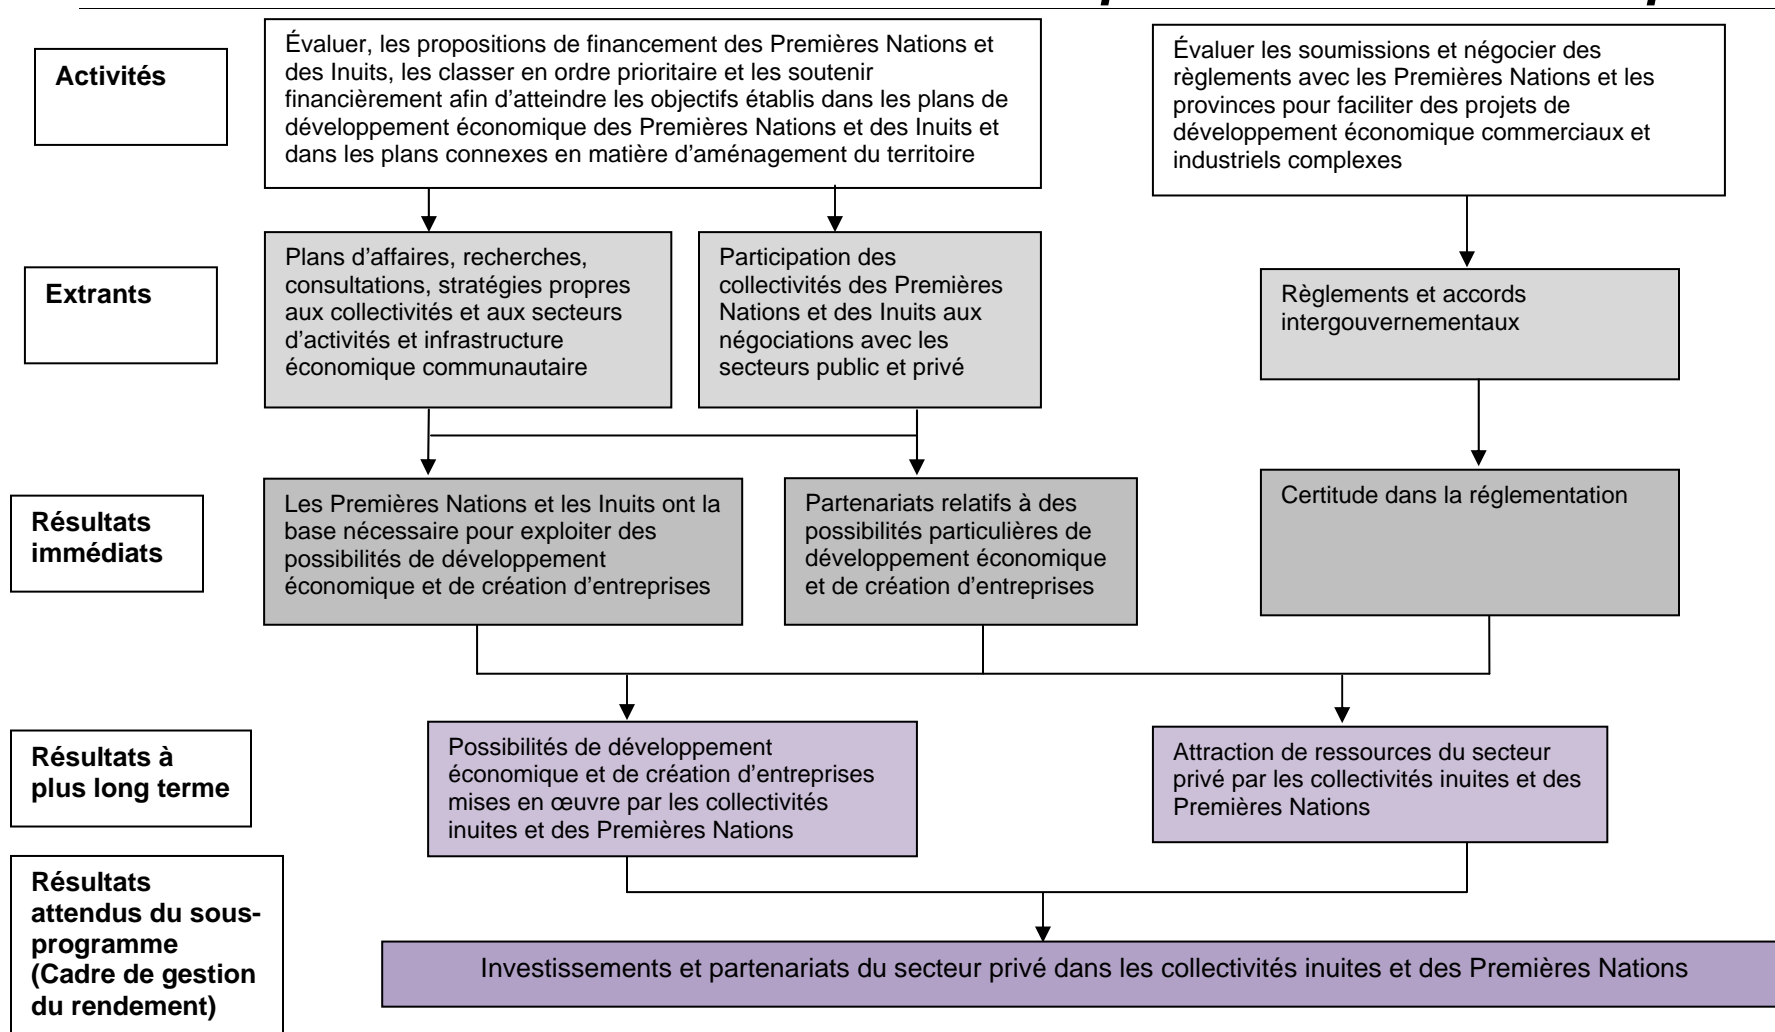 Activités
Évaluer, les propositions de financement des Premières Nations et
des Inuits, les classer en ordre prioritaire et les soutenir
financièrement afin d'atteindre les objectifs établis dans les plans de
développement économique des Premières Nations et des Inuits et
dans les plans connexes en matière d'aménagement du territoire
Évaluer les soumissions et négocier des
règlements avec les Premières Nations et les
provinces pour faciliter des projets de
développement économique commerciaux et
industriels complexes
Extrants
Plans d'affaires, recherches,
consultations, stratégies propres
aux collectivités et aux secteurs
d'activités et infrastructure
économique communautaire
Participation des
collectivités des Premières
Nations et des Inuits aux
négociations avec les
secteurs public et privé
Règlements et accords
intergouvernementaux
Résultats
immédiats
Les Premières Nations et les Inuits ont la
base nécessaire pour exploiter des
possibilités de développement
économique et de création d'entreprises
Partenariats relatifs à des
possibilités particulières de
développement économique
et de création d'entreprises
Certitude dans la réglementation
Résultats à
plus long terme
Possibilités de développement
économique et de création d'entreprises
mises en œuvre par les collectivités
inuites et des Premières Nations
Attraction de ressources du secteur
privé par les collectivités inuites et des
Premières Nations
Résultats
attendus du sous-
programme
(Cadre de gestion
du rendement)
Investissements et partenariats du secteur privé dans les collectivités inuites et des Premières Nations